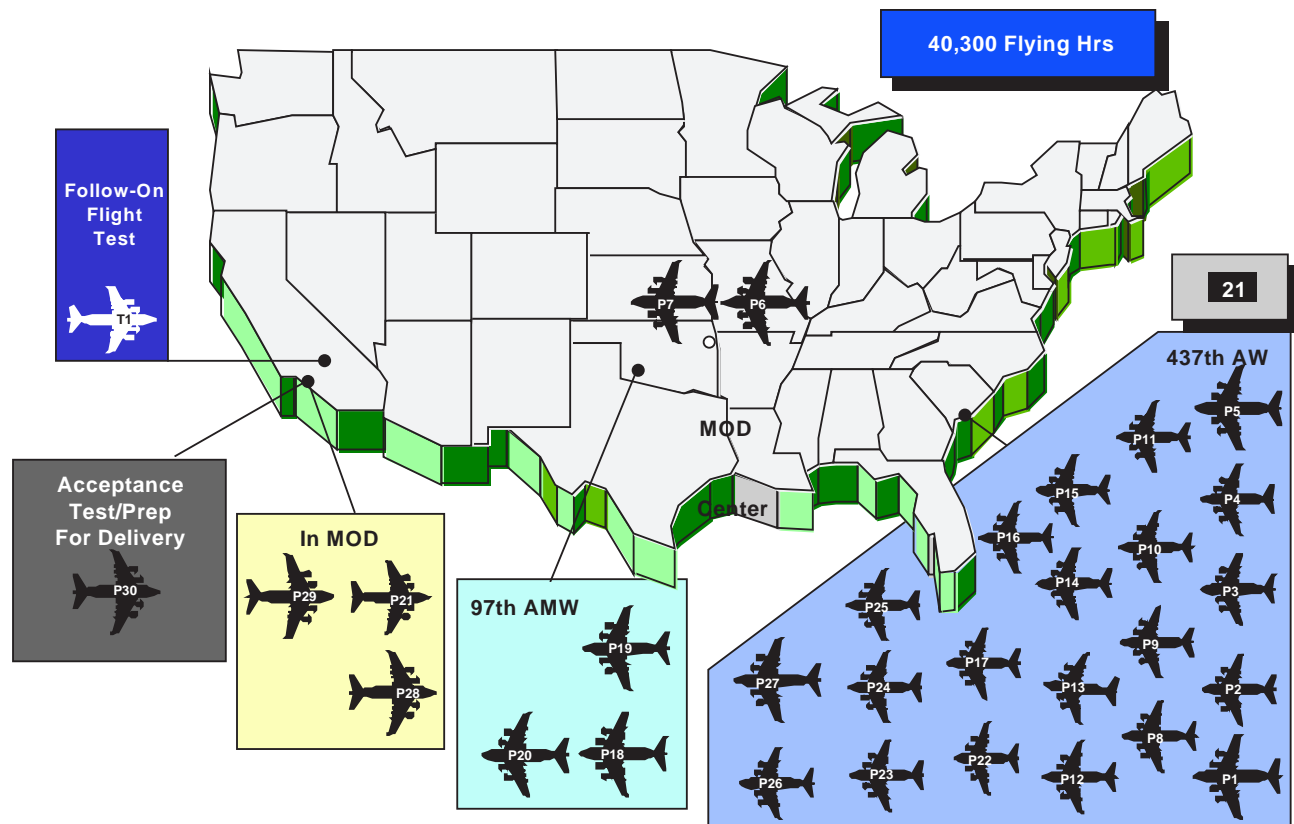 40,300 Flying Hrs
Follow-On
Flight
Test
T1
P7
P6
21
437th AW
MOD
Center
Acceptance
Test/Prep
For Delivery
P30
In MOD
P29
P21
P28
97th AMW
P19
P20
P18
P5
P11
P15
P4
P16
P10
P14
P3
P25
P9
P17
P27
P24
P13
P2
P8
P22
P26
P23
P12
P1